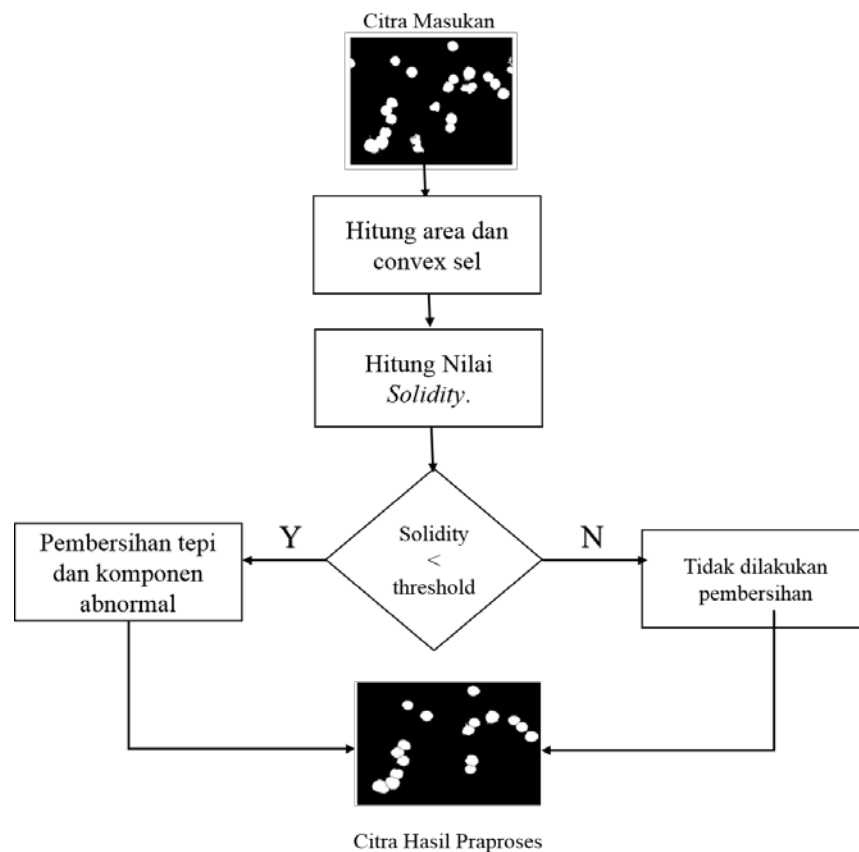 Citra Masukan
Hitung area dan
convex sel
Hitung Nilai
Solidity.
Solidity
<
threshold
Y
N
Pembersihan tepi
dan komponen
abnormal
Tidak dilakukan
pembersihan
Citra Hasil Praproses